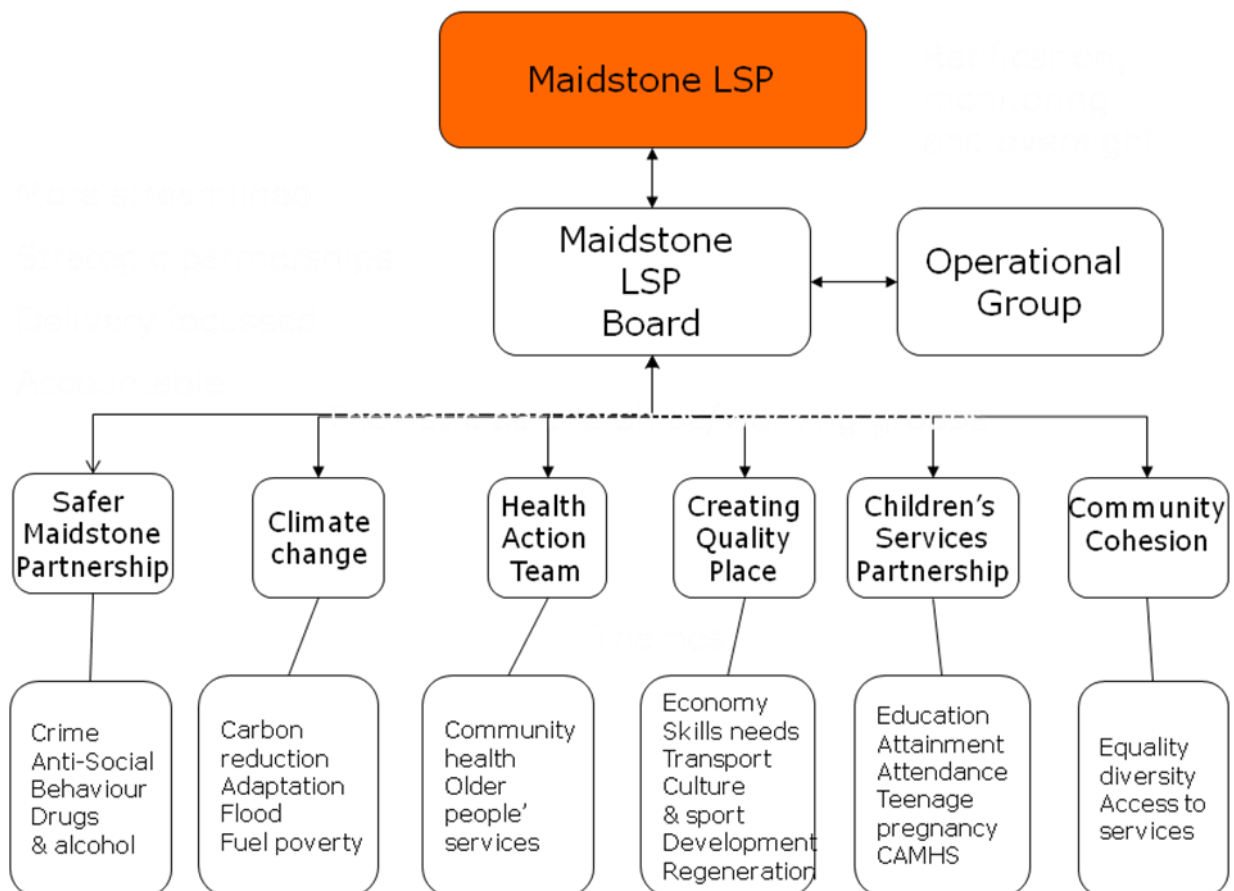 Maidstone LSP
Maidstone
LSP
Board
Operational
Group
Safer
Maidstone
Partnership
Climate
change
Health
Action
Team
Creating
Quality
Place
Children's
Services
Partnership
Community
Cohesion
Crime
Anti-Social
Behaviour
Drugs
& alcohol
Carbon
reduction
Adaptation
Flood
Fuel poverty
Community
health
Older
people'
services
Economy
Skills needs
Transport
Culture
& sport
Development
Regeneration
Education
Attainment
Attendance
Teenage
pregnancy
CAMHS
Equality
diversity
Access to
services